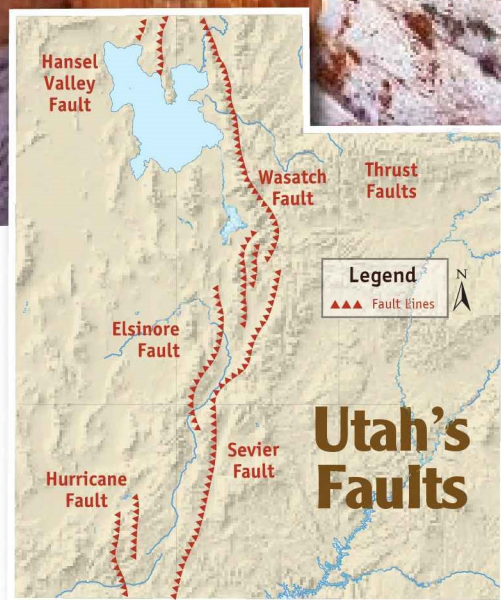 Hansel
Valley
Fault
Wasatch
Fault
Thrust
Faults
Legend
Fault Lines
N
Elsinore
Fault
Utah's
Faults
Sevier
Fault
Hurricane
Fault